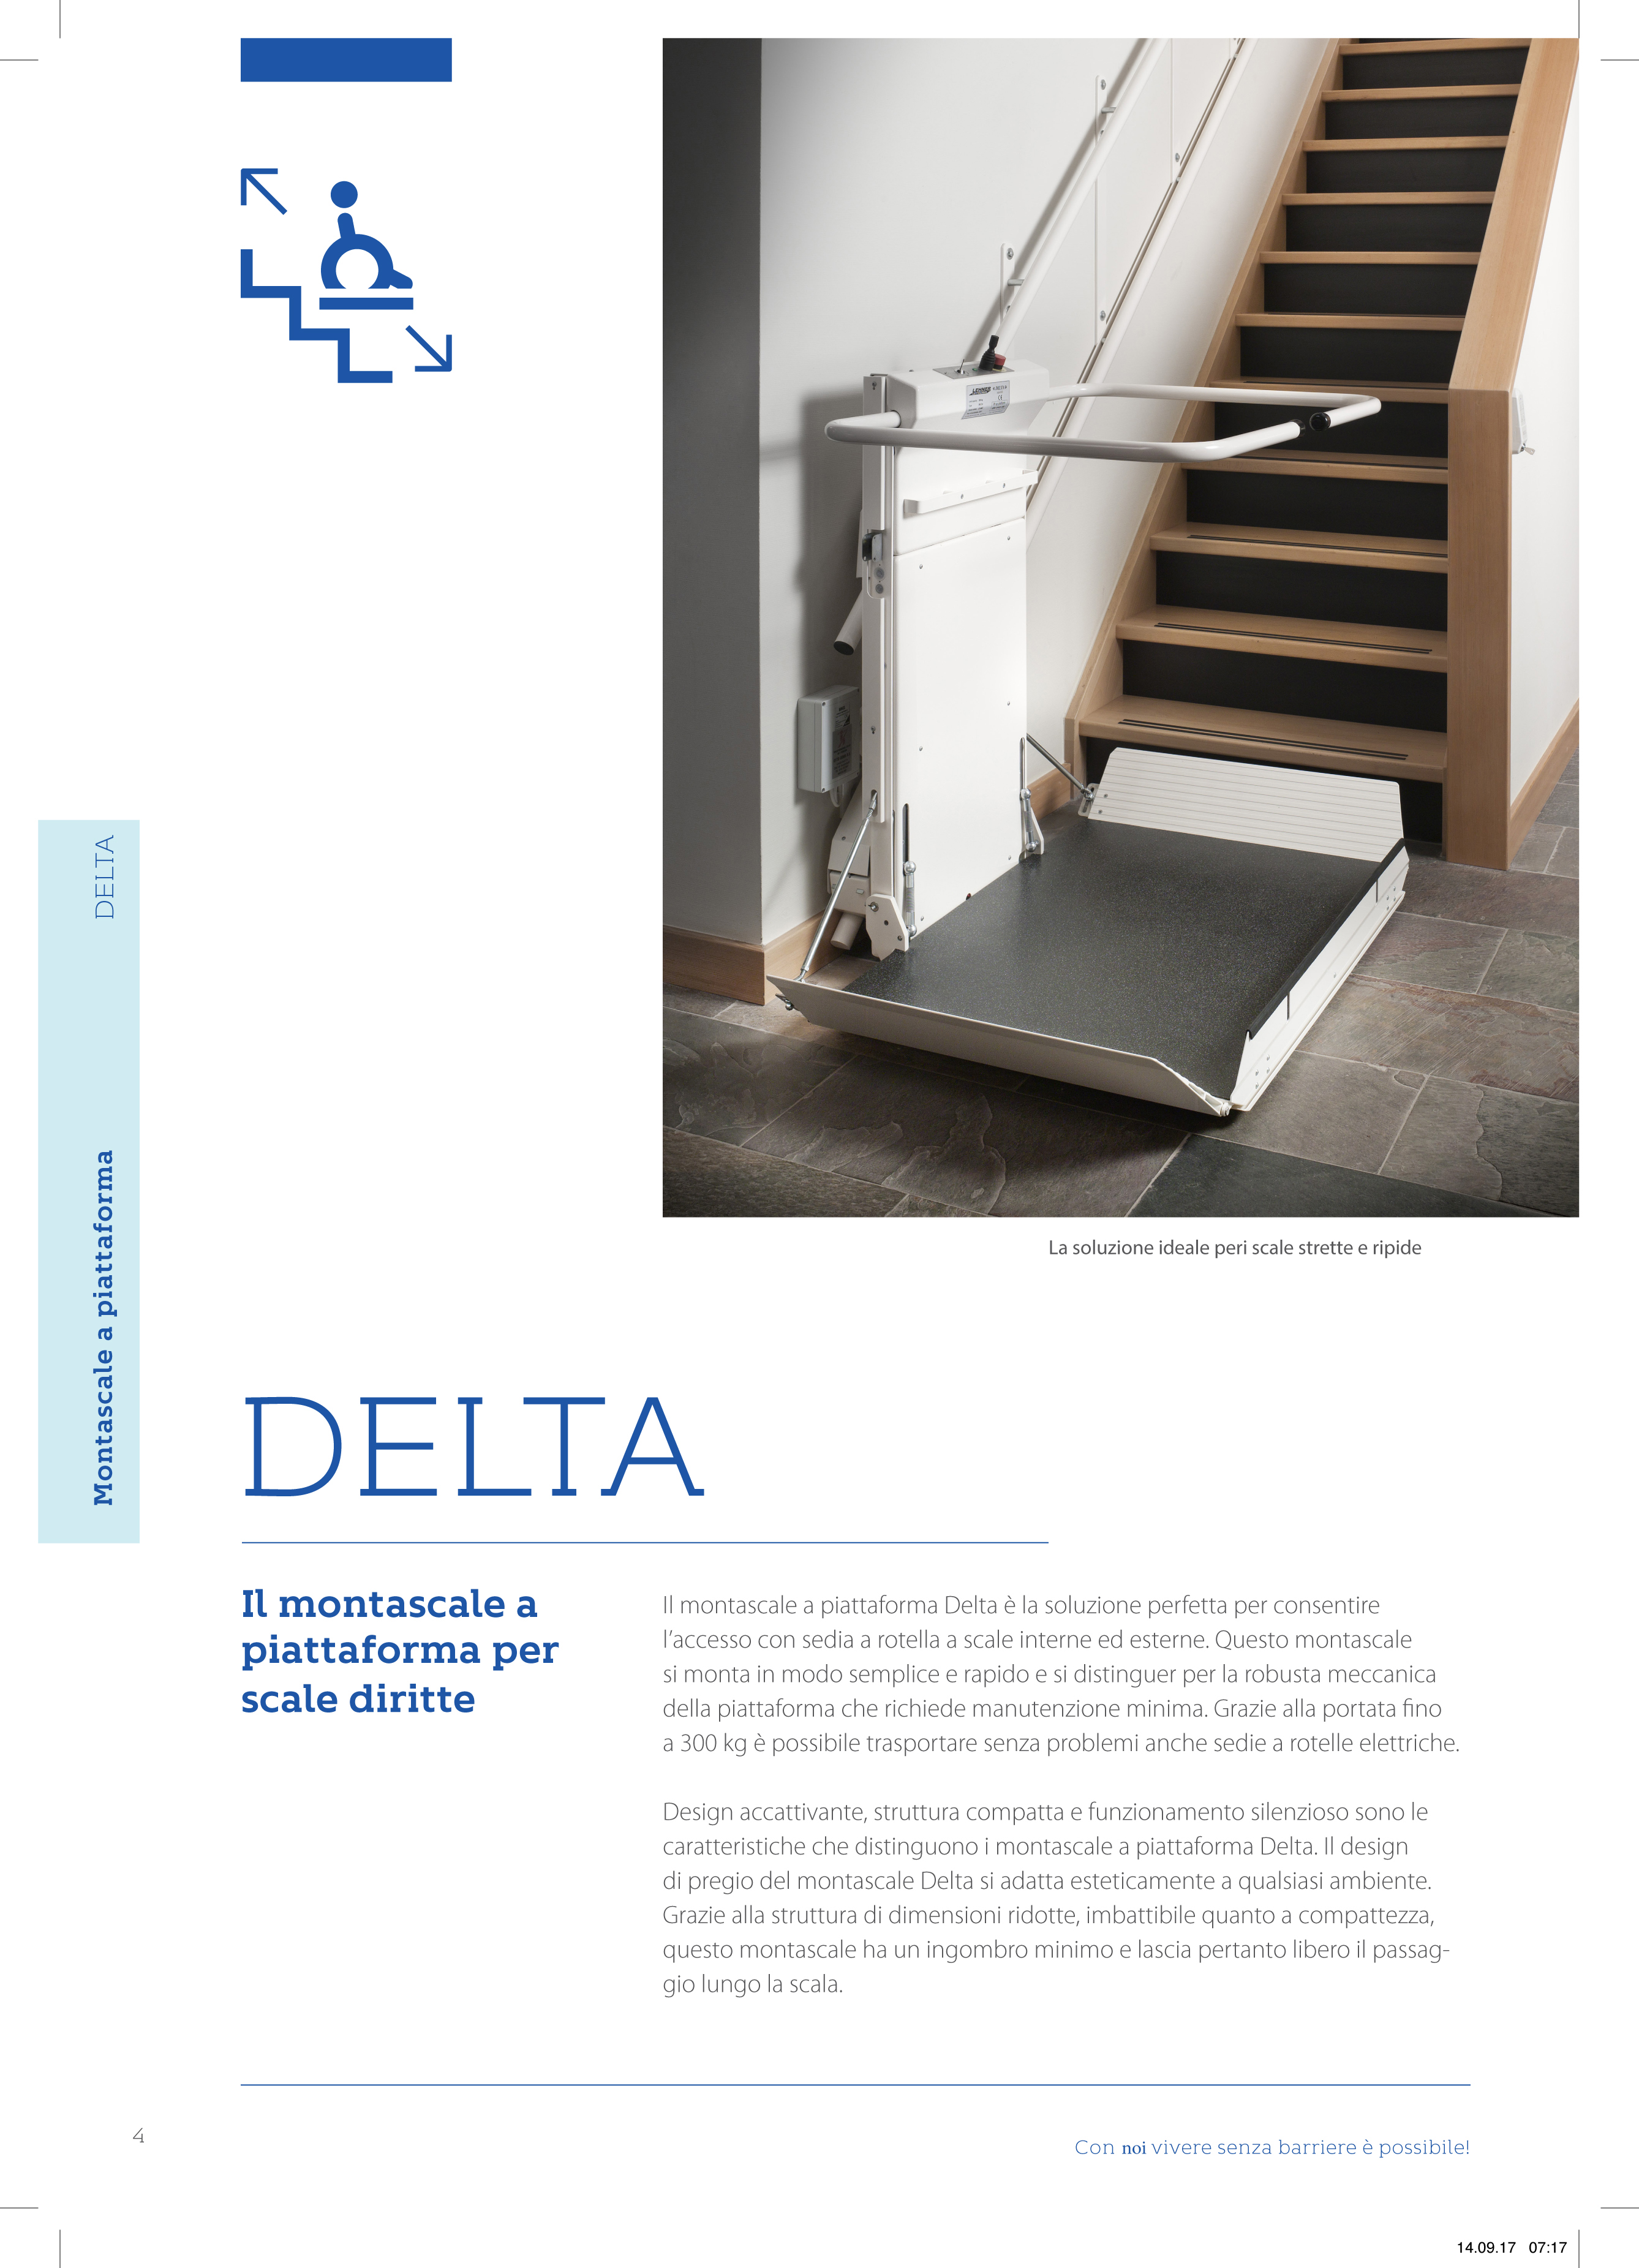 LEHNER
La soluzione ideale peri scale strette e ripide
DELTA
Montascale a piattaforma
DELTA
Il montascale a
piattaforma per
scale diritte
Il montascale a piattaforma Delta è la soluzione perfetta per consentire
l’accesso con sedia a rotella a scale interne ed esterne. Questo montascale
si monta in modo semplice e rapido e si distinguer per la robusta meccanica
della piattaforma che richiede manutenzione minima. Grazie alla portata fino
a 300 kg è possibile trasportare senza problemi anche sedie a rotelle elettriche.
Design accattivante, struttura compatta e funzionamento silenzioso sono le
caratteristiche che distinguono i montascale a piattaforma Delta. Il design
di pregio del montascale Delta si adatta esteticamente a qualsiasi ambiente.
Grazie alla struttura di dimensioni ridotte, imbattibile quanto a compattezza,
questo montascale ha un ingombro minimo e lascia pertanto libero il passag-
gio lungo la scala.
4
Con noi vivere senza barriere è possibile!
14.09.17 07:17